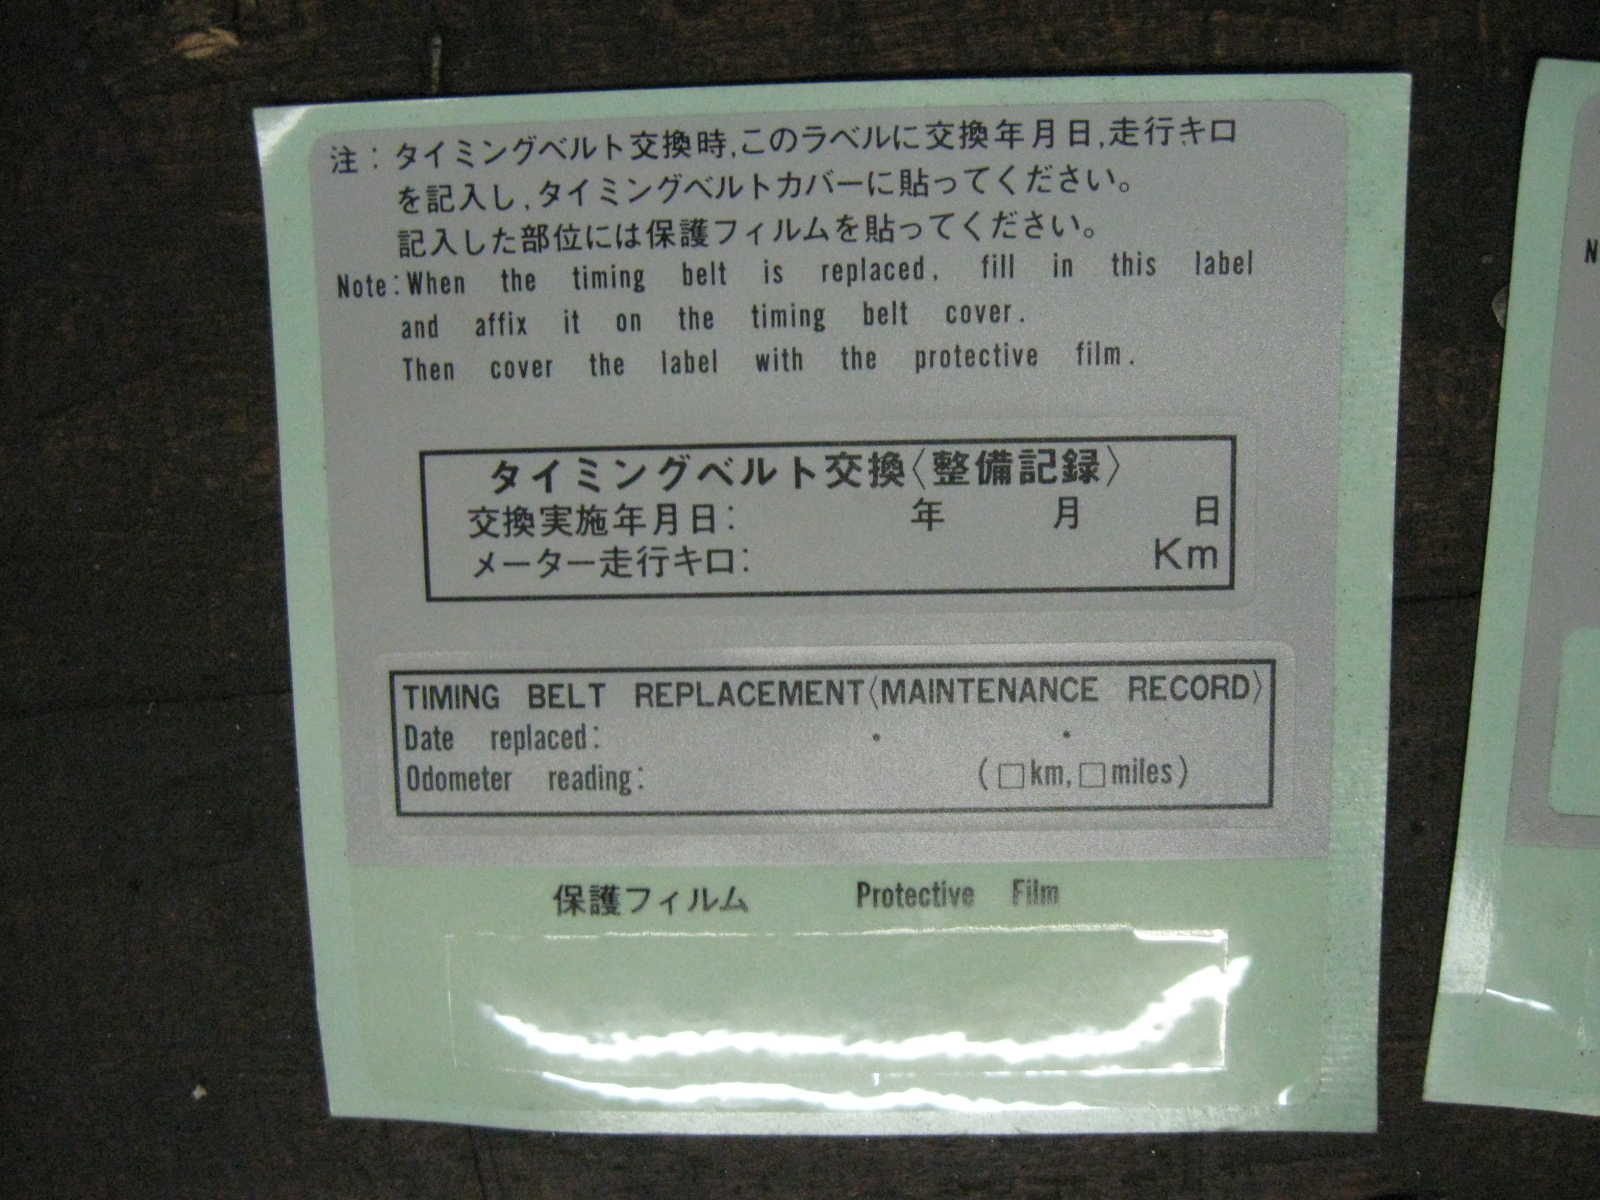 注：タイミングベルト交換時,このラベルに交換年月日,走行キロ
を記入し,タイミングベルトカバーに貼ってください。
記入した部位には保護フィルムを貼ってください。
Note:When the timing belt is replaced, fill in this label
and affix it on the timing belt cover.
Then cover the label with the protective film.
タイミングベルト交換〈整備記録〉
交換実施年月日: 年 月 日
メーター走行キロ: Km
TIMING BELT REPLACEMENT〈MAINTENANCE RECORD〉
Date replaced: . .
Odometer reading: (□km,□miles)
保護フィルム Protective Film
N